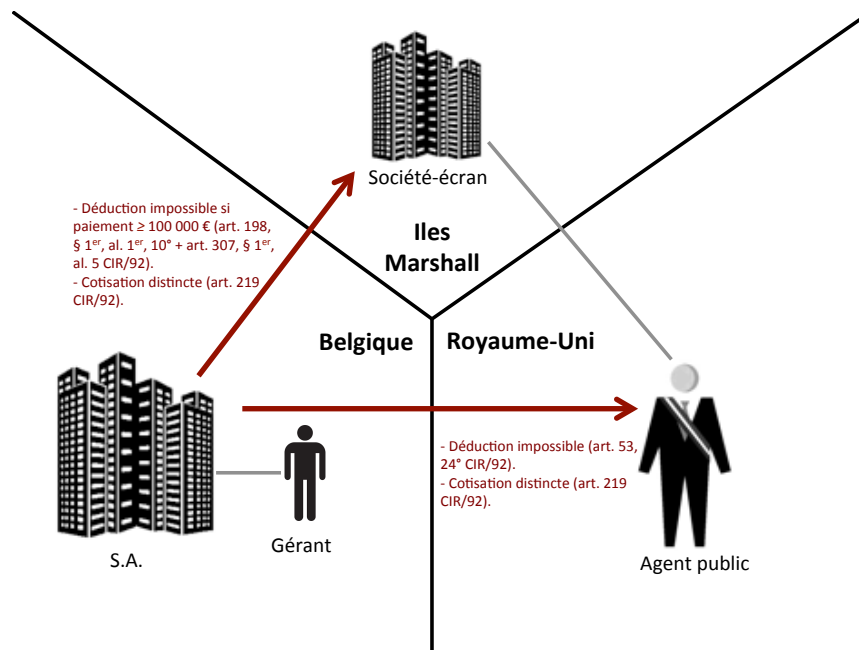 Société-écran
- Déduction impossible si
paiement ≥ 100 000 € (art. 198,
§ 1er, al. 1er, 10° + art. 307, § 1er,
al. 5 CIR/92).
- Cotisation distincte (art. 219
CIR/92).
Iles
Marshall
Belgique
Royaume-Uni
- Déduction impossible (art. 53,
24° CIR/92).
- Cotisation distincte (art. 219
CIR/92).
Gérant
S.A.
Agent public